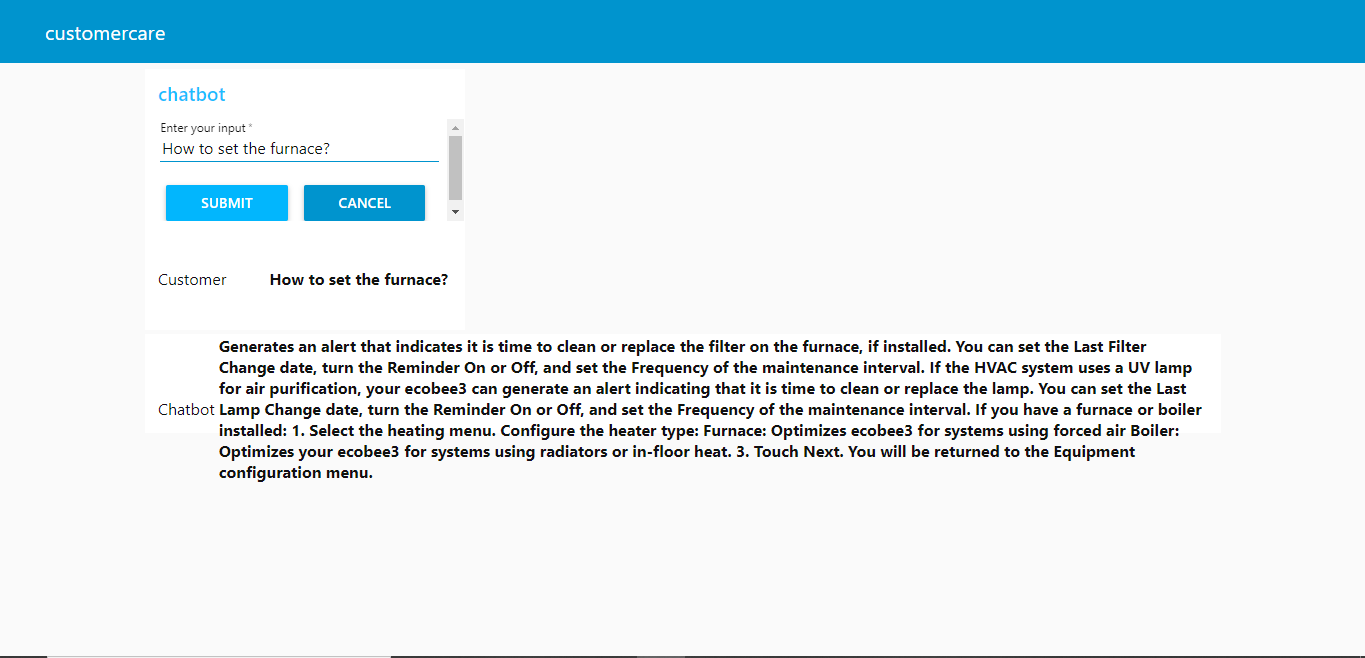 customercare
chatbot
Enter your input *
How to set the furnace?
SUBMIT CANCEL
Customer How to set the furnace?
Generates an alert that indicates it is time to clean or replace the filter on the furnace, if installed. You can set the Last Filter
Change date, turn the Reminder On or Off, and set the Frequency of the maintenance interval. If the HVAC system uses a UV lamp
for air purification, your ecobee3 can generate an alert indicating that it is time to clean or replace the lamp. You can set the Last
Chatbot Lamp Change date, turn the Reminder On or Off, and set the Frequency of the maintenance interval. If you have a furnace or boiler
installed: 1. Select the heating menu. Configure the heater type: Furnace: Optimizes ecobee3 for systems using forced air Boiler:
Optimizes your ecobee3 for systems using radiators or in-floor heat. 3. Touch Next. You will be returned to the Equipment
configuration menu.